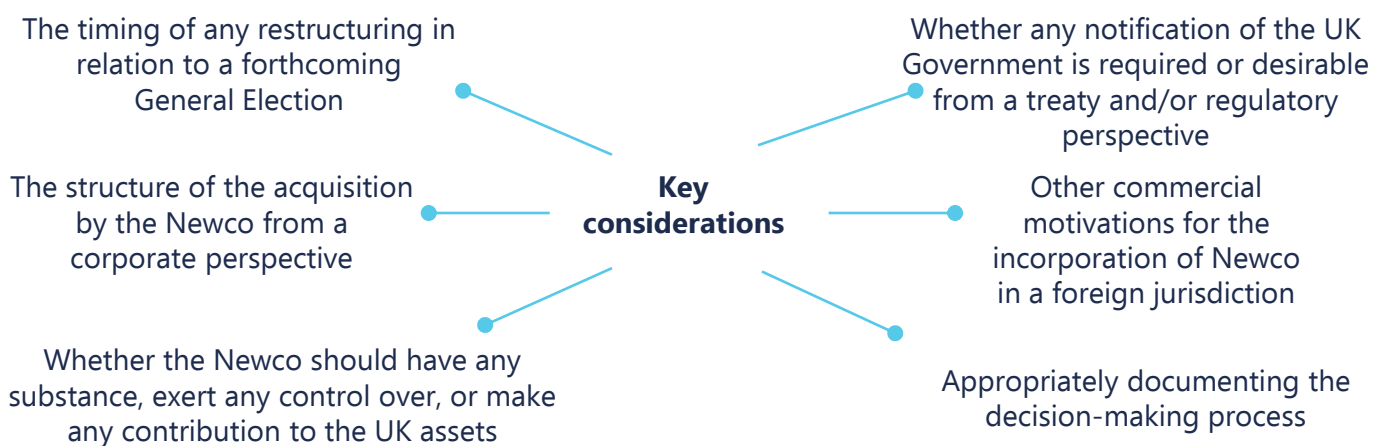 The timing of any restructuring in
relation to a forthcoming
General Election
Whether any notification of the UK
Government is required or desirable
from a treaty and/or regulatory
perspective
The structure of the acquisition
by the Newco from a
corporate perspective
Key
considerations
Other commercial
motivations for the
incorporation of Newco
in a foreign jurisdiction
Whether the Newco should have any
substance, exert any control over, or make
any contribution to the UK assets
Appropriately documenting the
decision-making process